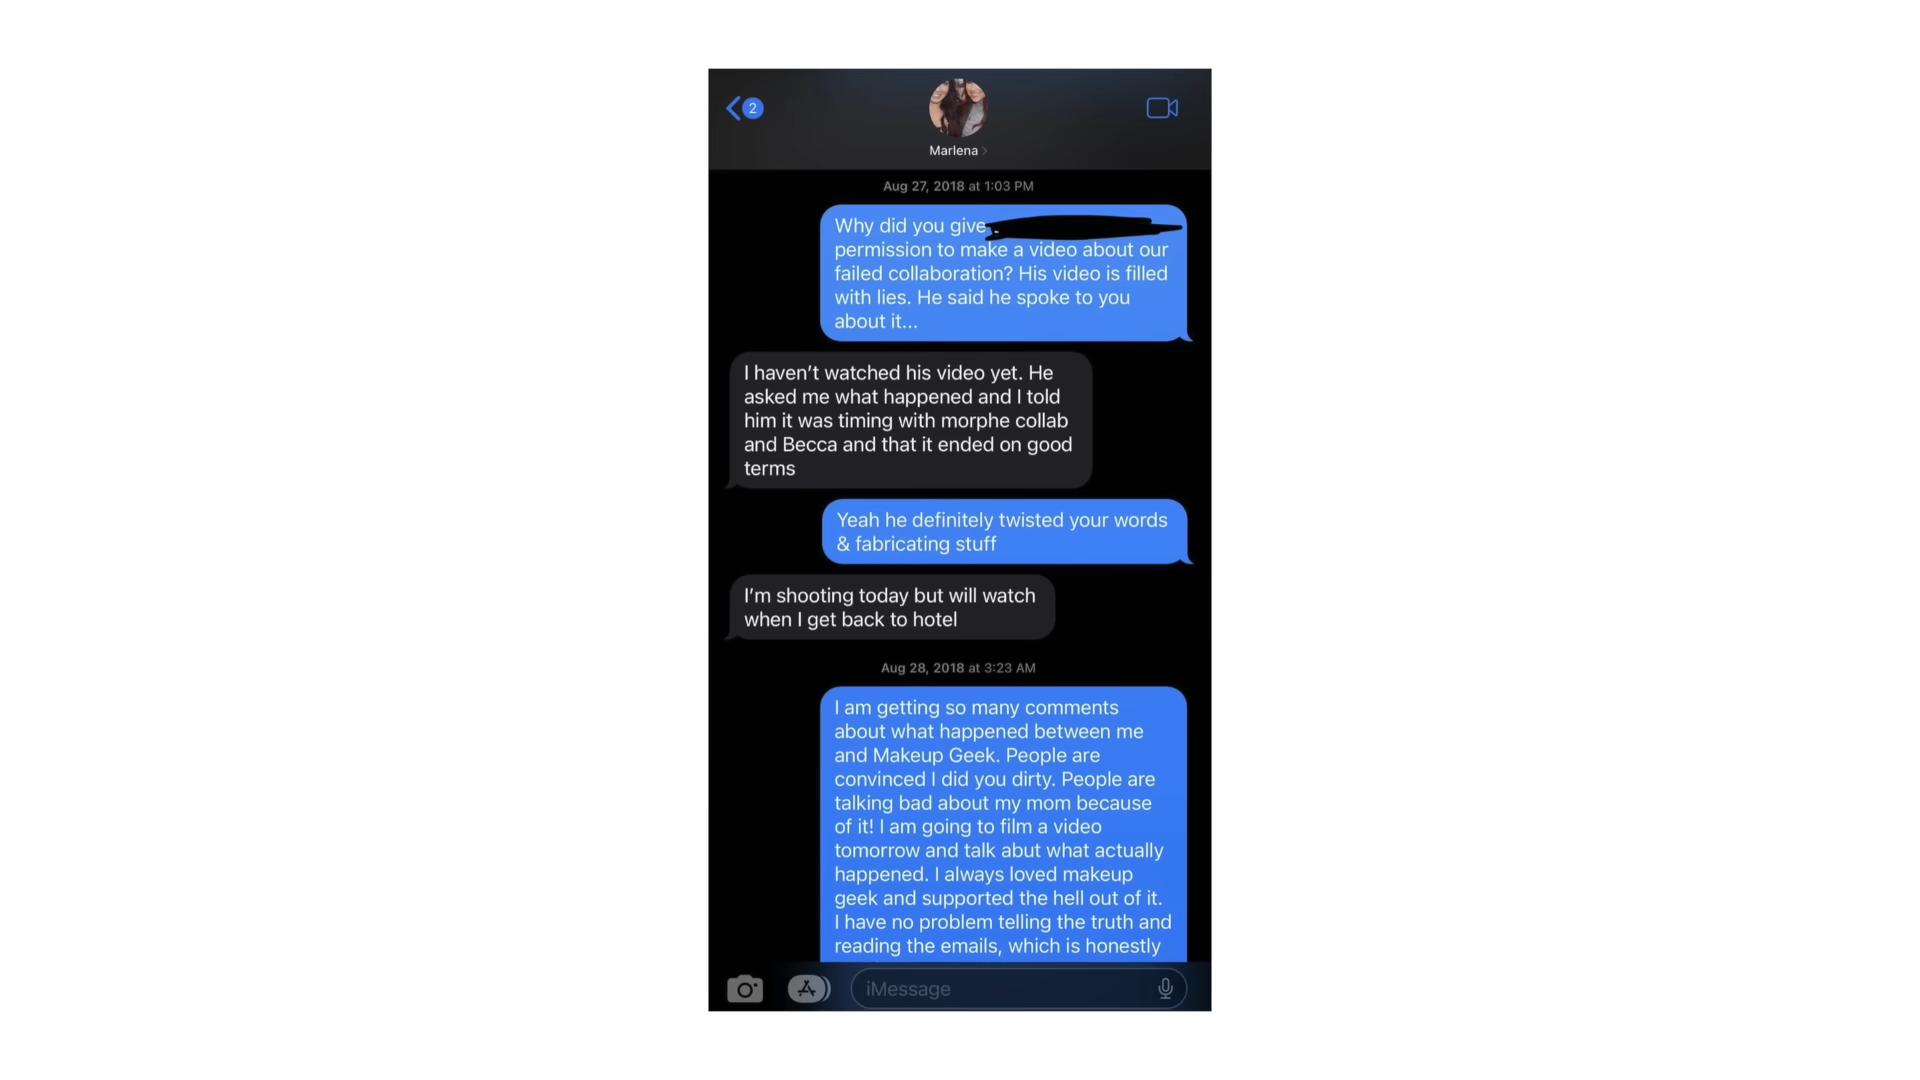 2
Marlena
Aug 27, 2018 at 1:03 PM
Why did you give
permission to make a video about our
failed collaboration? His video is filled
with lies. He said he spoke to you
about it...
I haven't watched his video yet. He
asked me what happened and I told
him it was timing with morphe collab
and Becca and that it ended on good
terms
Yeah he definitely twisted your words
& fabricating stuff
I'm shooting today but will watch
when I get back to hotel
Aug 28, 2018 at 3:23 AM
I am getting so many comments
about what happened between me
and Makeup Geek. People are
convinced I did you dirty. People are
talking bad about my mom because
of it! I am going to film a video
tomorrow and talk abut what actually
happened. I always loved makeup
geek and supported the hell out of it.
I have no problem telling the truth and
reading the emails, which is honestly
iMessage